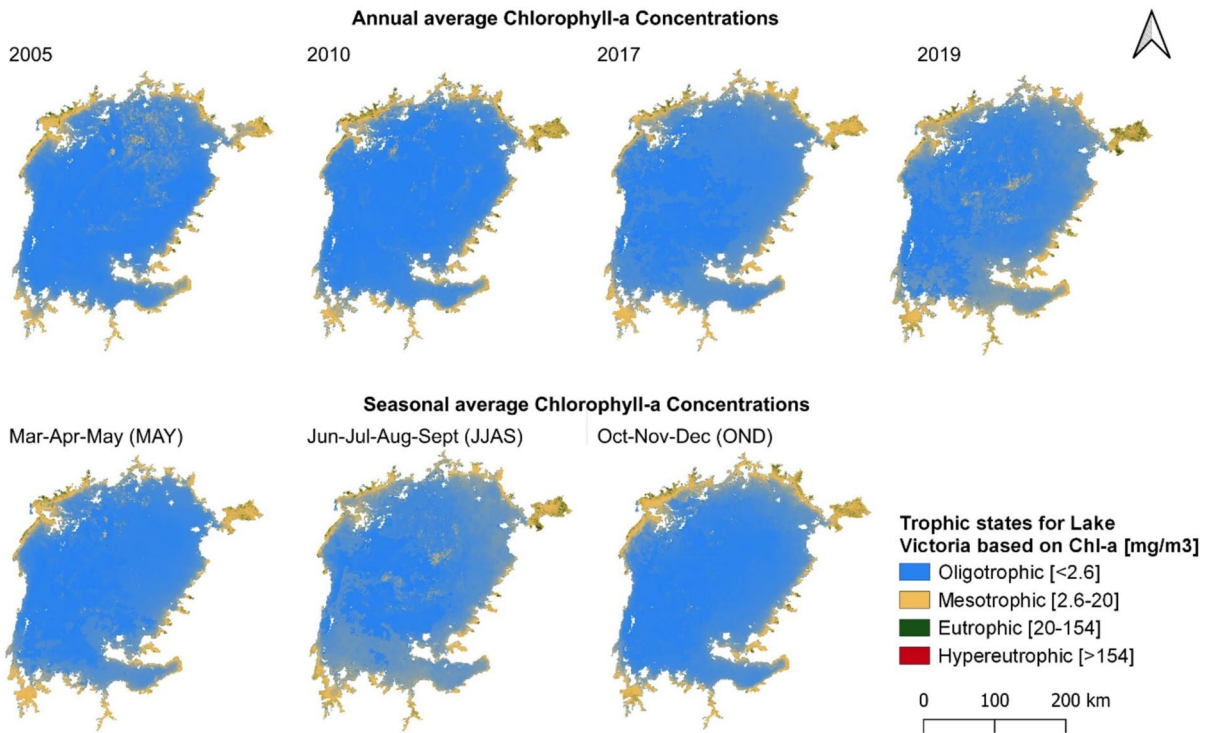 Annual average Chlorophyll-a Concentrations
2005
2010
2017
2019
Seasonal average Chlorophyll-a Concentrations
Mar-Apr-May (MAY)
Jun-Jul-Aug-Sept (JJAS)
Oct-Nov-Dec (OND)
Trophic states for Lake
Victoria based on Chl-a [mg/m3]
Oligotrophic [<2.6]
Mesotrophic [2.6-20]
Eutrophic [20-154]
Hypereutrophic [>154]
0 100 200 km